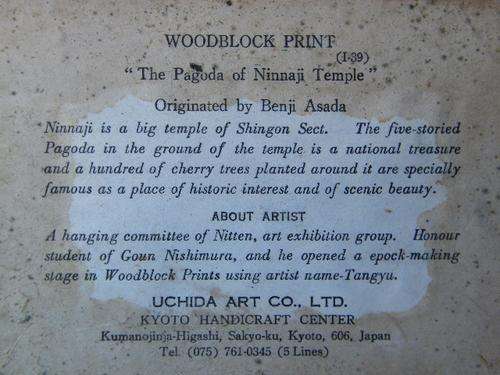 WOODBLOCK PRINT
(I-39)
"The Pagoda of Ninnaji Temple"
Originated by Benji Asada
Ninnaji is a big temple of Shingon Sect. The five-storied
Pagoda in the ground of the temple is a national treasure
and a hundred of cherry trees planted around it are specially
famous as a place of historic interest and of scenic beauty.
ABOUT ARTIST
A hanging committee of Nitten, art exhibition group. Honour
student of Goun Nishimura, and he opened a epock-making
stage in Woodblock Prints using artist name-Tangyu.
UCHIDA ART CO., LTD.
KYOTO HANDICRAFT CENTER
Kumanojinja-Higashi, Sakyo-ku, Kyoto, 606, Japan
Tel. (075) 761-0345 (5 Lines)